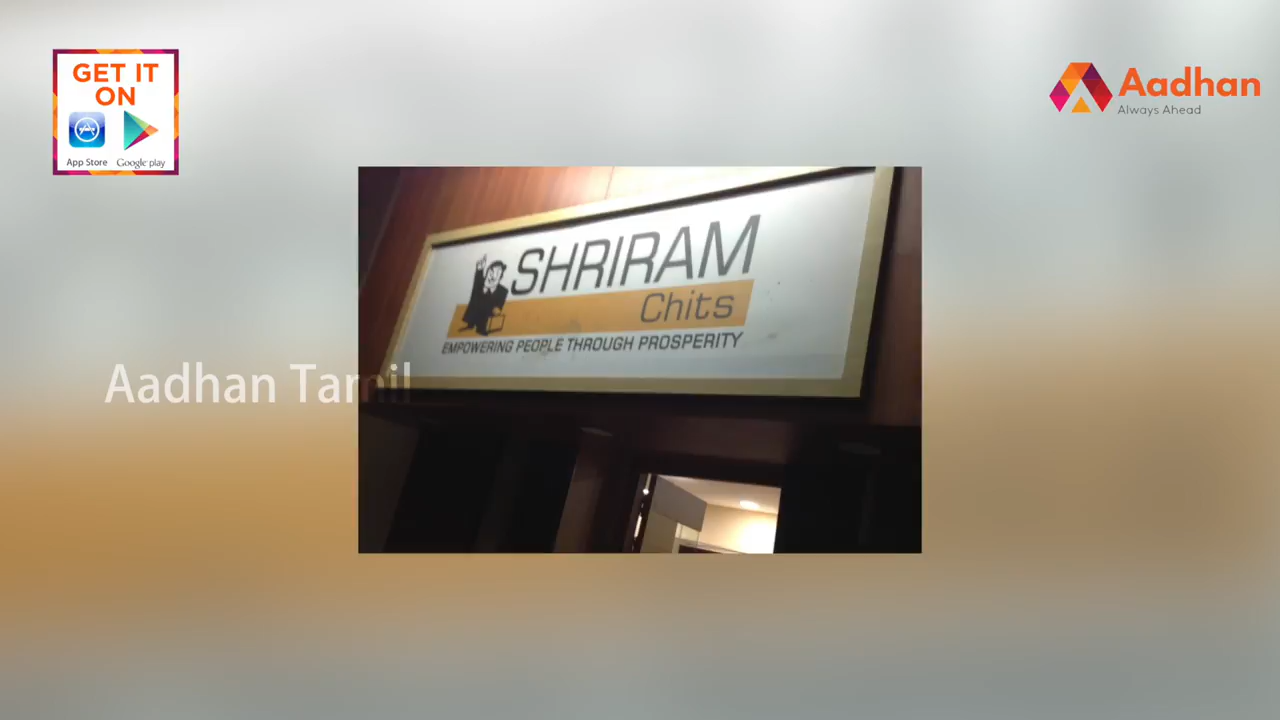 GET IT
ON
App Store Google play
Aadhan
Always Ahead
SHRIRAM
Chits
EMPOWERING PEOPLE THROUGH PROSPERITY
Aadhan Tamil